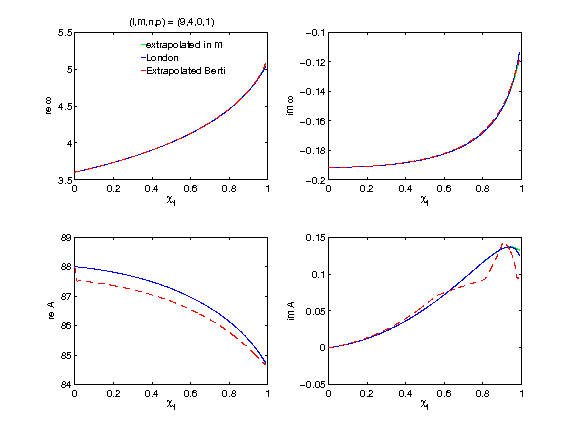 (l,m,n,p) = (9,4,0,1)
5.5
5
4.5
4
3.5
re ω
0 0.2 0.4 0.6 0.8 1
χf
extrapolated in m
London
Extrapolated Berti
−0.1
−0.12
−0.14
−0.16
−0.18
−0.2
im ω
0 0.2 0.4 0.6 0.8 1
χf
89
88
87
86
85
84
re A
0 0.2 0.4 0.6 0.8 1
χf
0.15
0.1
0.05
0
−0.05
im A
0 0.2 0.4 0.6 0.8 1
χf